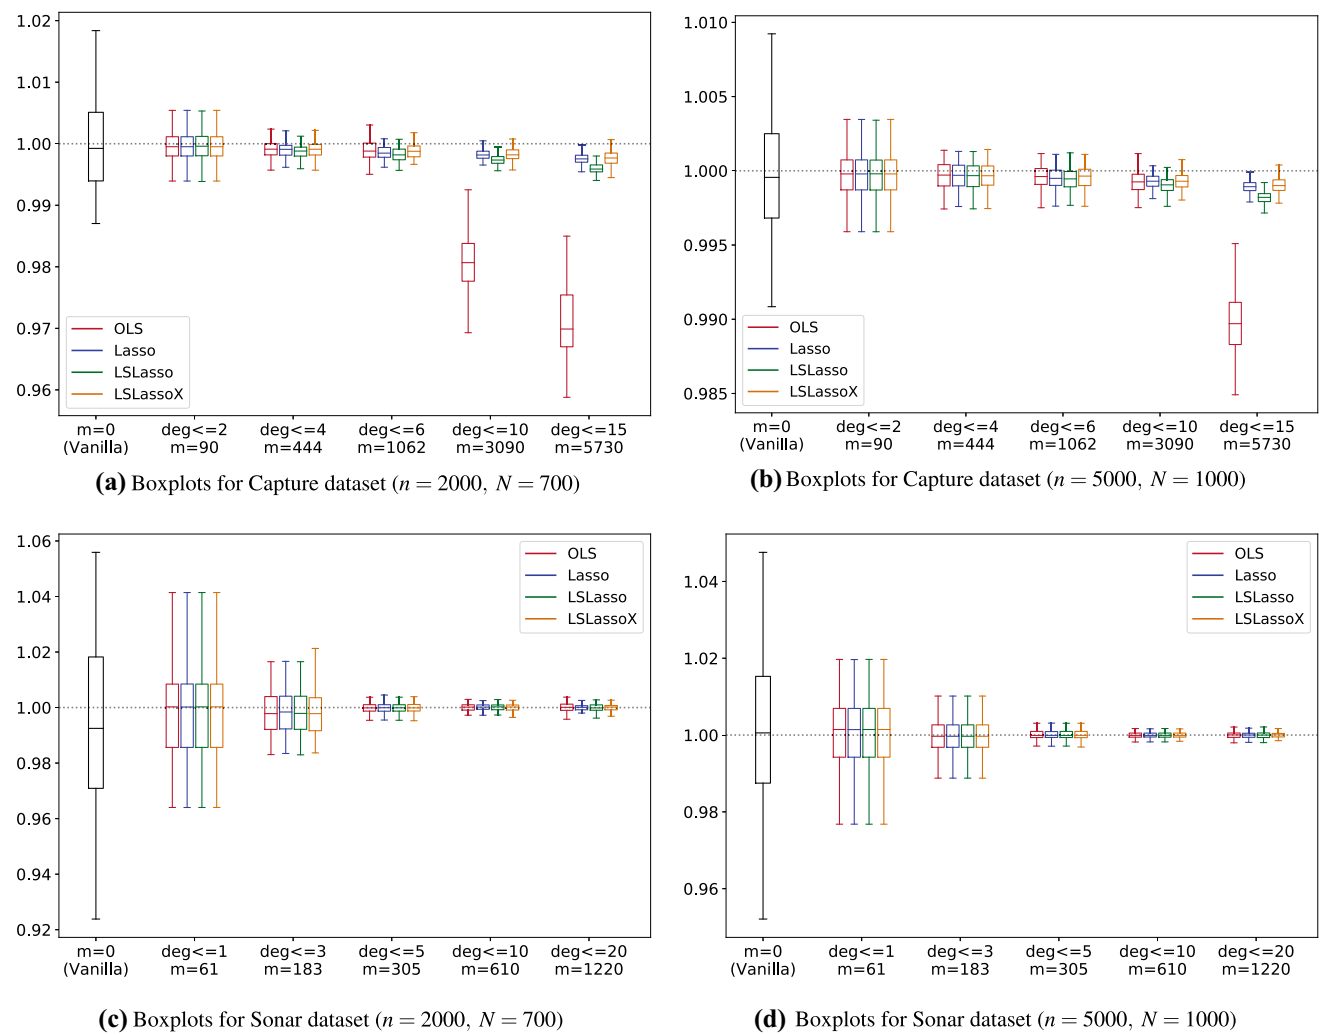 1.02
1.01
1.00
0.99
0.98
0.97
0.96
OLS
Lasso
LSLasso
LSLassoX
m=0 deg<=2 deg<=4 deg<=6 deg<=10 deg<=15
(Vanilla) m=90 m=444 m=1062 m=3090 m=5730
(a) Boxplots for Capture dataset (n = 2000, N = 700)
1.010
1.005
1.000
0.995
0.990
0.985
OLS
Lasso
LSLasso
LSLassoX
m=0 deg<=2 deg<=4 deg<=6 deg<=10 deg<=15
(Vanilla) m=90 m=444 m=1062 m=3090 m=5730
(b) Boxplots for Capture dataset (n = 5000, N = 1000)
1.06
1.04
1.02
1.00
0.98
0.96
0.94
0.92
OLS
Lasso
LSLasso
LSLassoX
m=0 deg<=1 deg<=3 deg<=5 deg<=10 deg<=20
(Vanilla) m=61 m=183 m=305 m=610 m=1220
(c) Boxplots for Sonar dataset (n = 2000, N = 700)
1.04
1.02
1.00
0.98
0.96
OLS
Lasso
LSLasso
LSLassoX
m=0 deg<=1 deg<=3 deg<=5 deg<=10 deg<=20
(Vanilla) m=61 m=183 m=305 m=610 m=1220
(d) Boxplots for Sonar dataset (n = 5000, N = 1000)